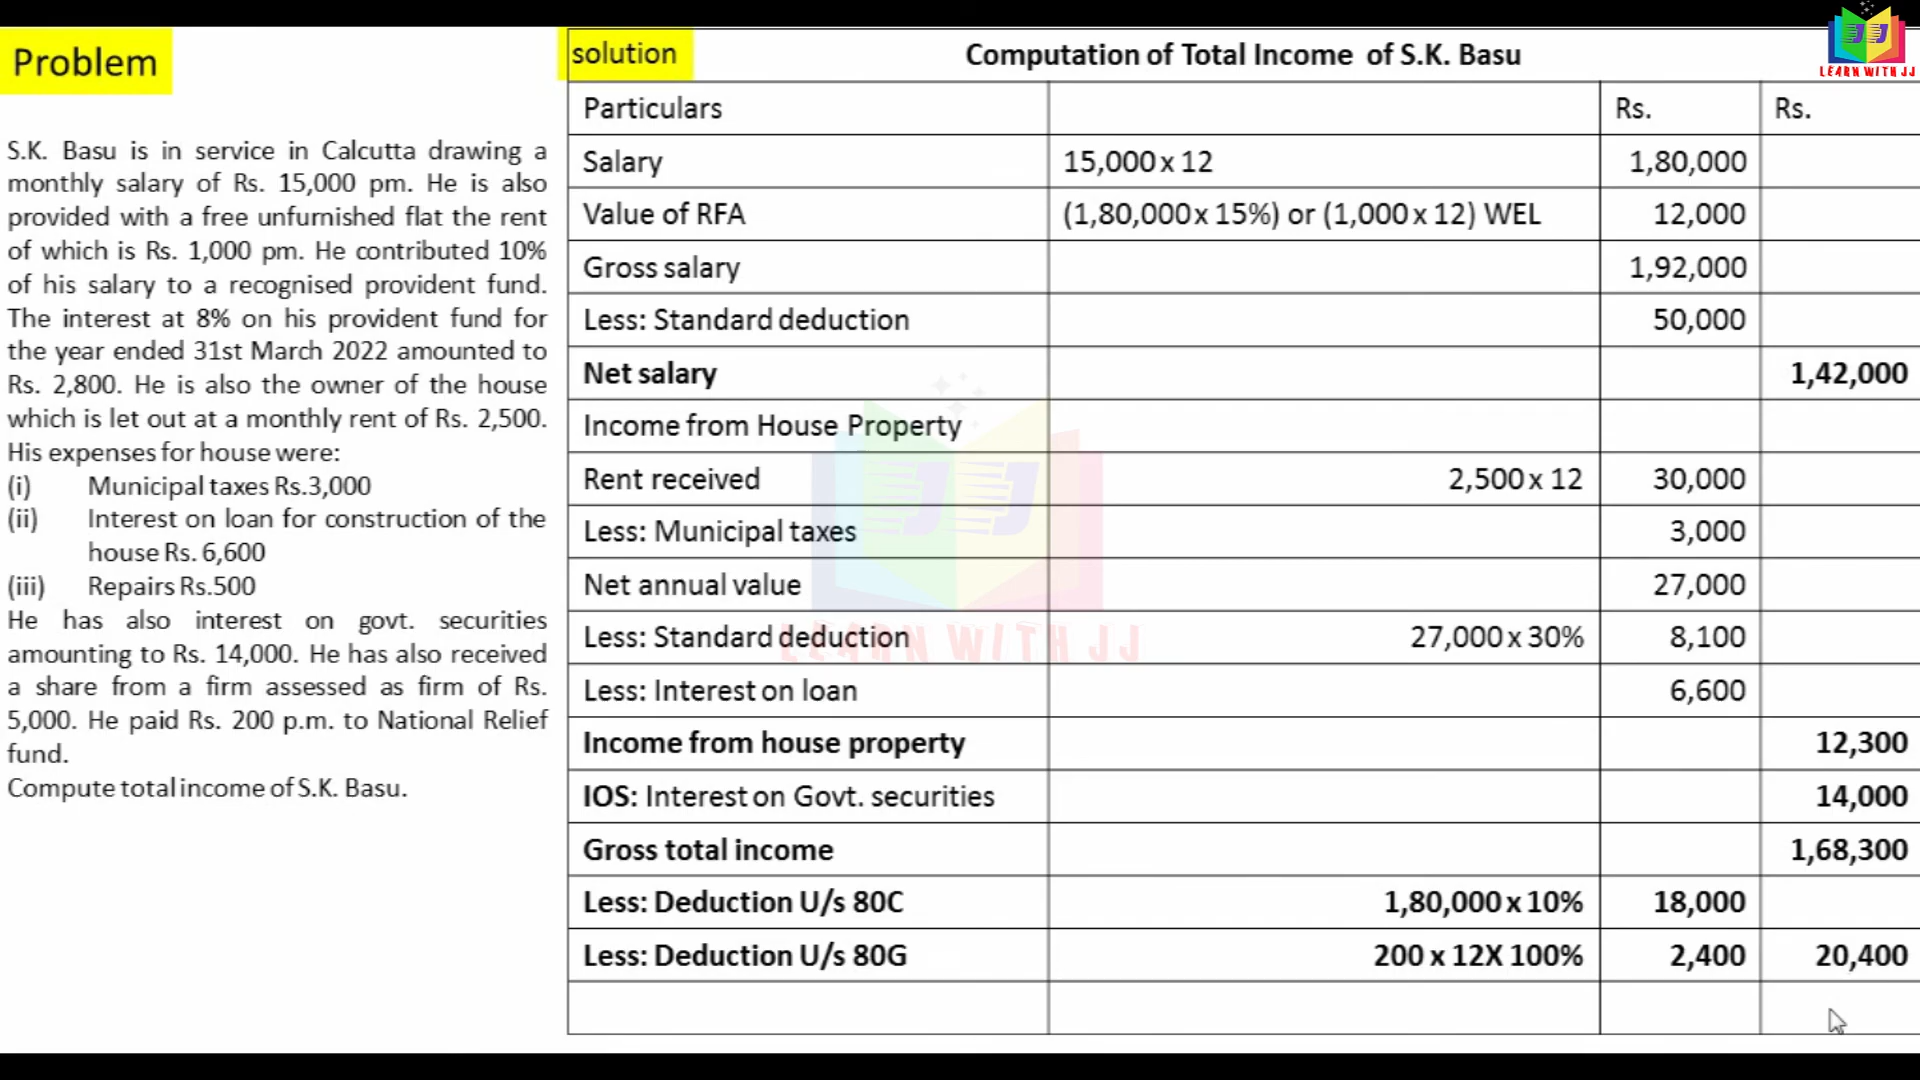 Problem
S.K. Basu is in service in Calcutta drawing a
monthly salary of Rs. 15,000 pm. He is also
provided with a free unfurnished flat the rent
of which is Rs. 1,000 pm. He contributed 10%
of his salary to a recognised provident fund.
The interest at 8% on his provident fund for
the year ended 31st March 2022 amounted to
Rs. 2,800. He is also the owner of the house
which is let out at a monthly rent of Rs. 2,500.
His expenses for house were:
(i) Municipal taxes Rs.3,000
(ii) Interest on loan for construction of the
house Rs. 6,600
(iii) Repairs Rs.500
He has also interest on govt. securities
amounting to Rs. 14,000. He has also received
a share from a firm assessed as firm of Rs.
5,000. He paid Rs. 200 p.m. to National Relief
fund.
Compute total income of S.K. Basu.
solution Computation of Total Income of S.K. Basu
Particulars Rs. Rs.
Salary 15,000 x 12 1,80,000
Value of RFA (1,80,000 x 15%) or (1,000 x 12) WEL 12,000
Gross salary 1,92,000
Less: Standard deduction 50,000
Net salary 1,42,000
Income from House Property
Rent received 2,500 x 12 30,000
Less: Municipal taxes 3,000
Net annual value 27,000
Less: Standard deduction 27,000 x 30% 8,100
Less: Interest on loan 6,600
Income from house property 12,300
IOS: Interest on Govt. securities 14,000
Gross total income 1,68,300
Less: Deduction U/s 80C 1,80,000 x 10% 18,000
Less: Deduction U/s 80G 200 x 12X 100% 2,400 20,400
JJ
LEARN WITH JJ
JJ
LEARN WITH JJ